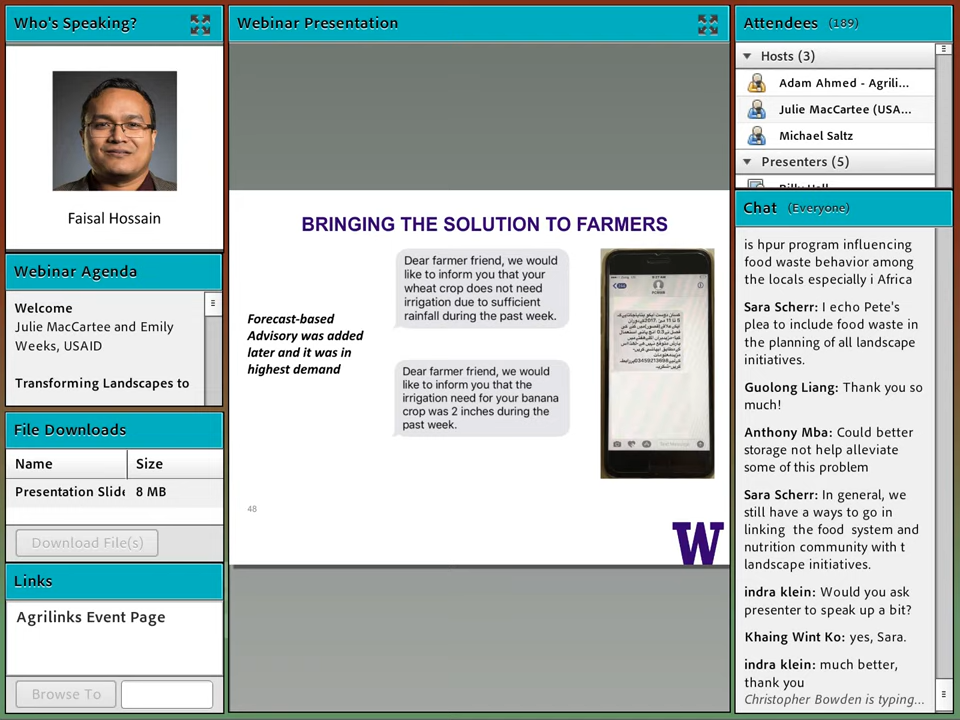 Who's Speaking?
Faisal Hossain
Webinar Agenda
Welcome
Julie MacCartee and Emily
Weeks, USAID
Transforming Landscapes to
File Downloads
Name Size
Presentation Slide 8 MB
Download File(s)
Links
Agrilinks Event Page
Browse To
Webinar Presentation
BRINGING THE SOLUTION TO FARMERS
Forecast-based
Advisory was added
later and it was in
highest demand
Dear farmer friend, we would
like to inform you that your
wheat crop does not need
irrigation due to sufficient
rainfall during the past week.
Dear farmer friend, we would
like to inform you that the
irrigation need for your banana
crop was 2 inches during the
past week.
48
W
Attendees (189)
Hosts (3)
Adam Ahmed - Agrili...
Julie MacCartee (USA...
Michael Saltz
Presenters (5)
Chat (Everyone)
is hpur program influencing
food waste behavior among
the locals especially i Africa
Sara Scherr: I echo Pete's
plea to include food waste in
the planning of all landscape
initiatives.
Guolong Liang: Thank you so
much!
Anthony Mba: Could better
storage not help alleviate
some of this problem
Sara Scherr: In general, we
still have a ways to go in
linking the food system and
nutrition community with t
landscape initiatives.
indra klein: Would you ask
presenter to speak up a bit?
Khaing Wint Ko: yes, Sara.
indra klein: much better,
thank you
Christopher Bowden is typing...